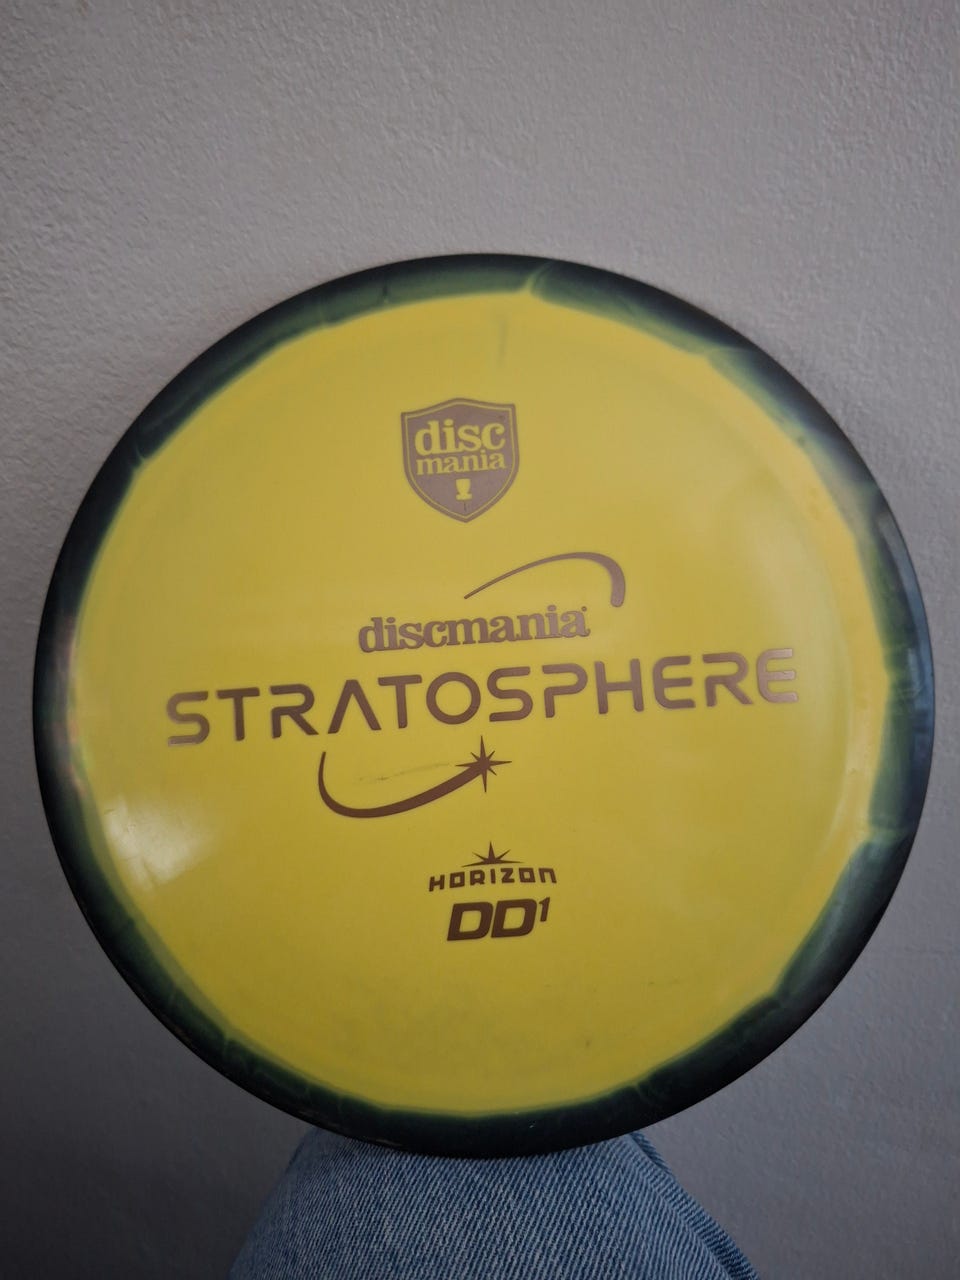 disc
mania
discmania®
STRATOSPHERE
HORIZON
DD¹